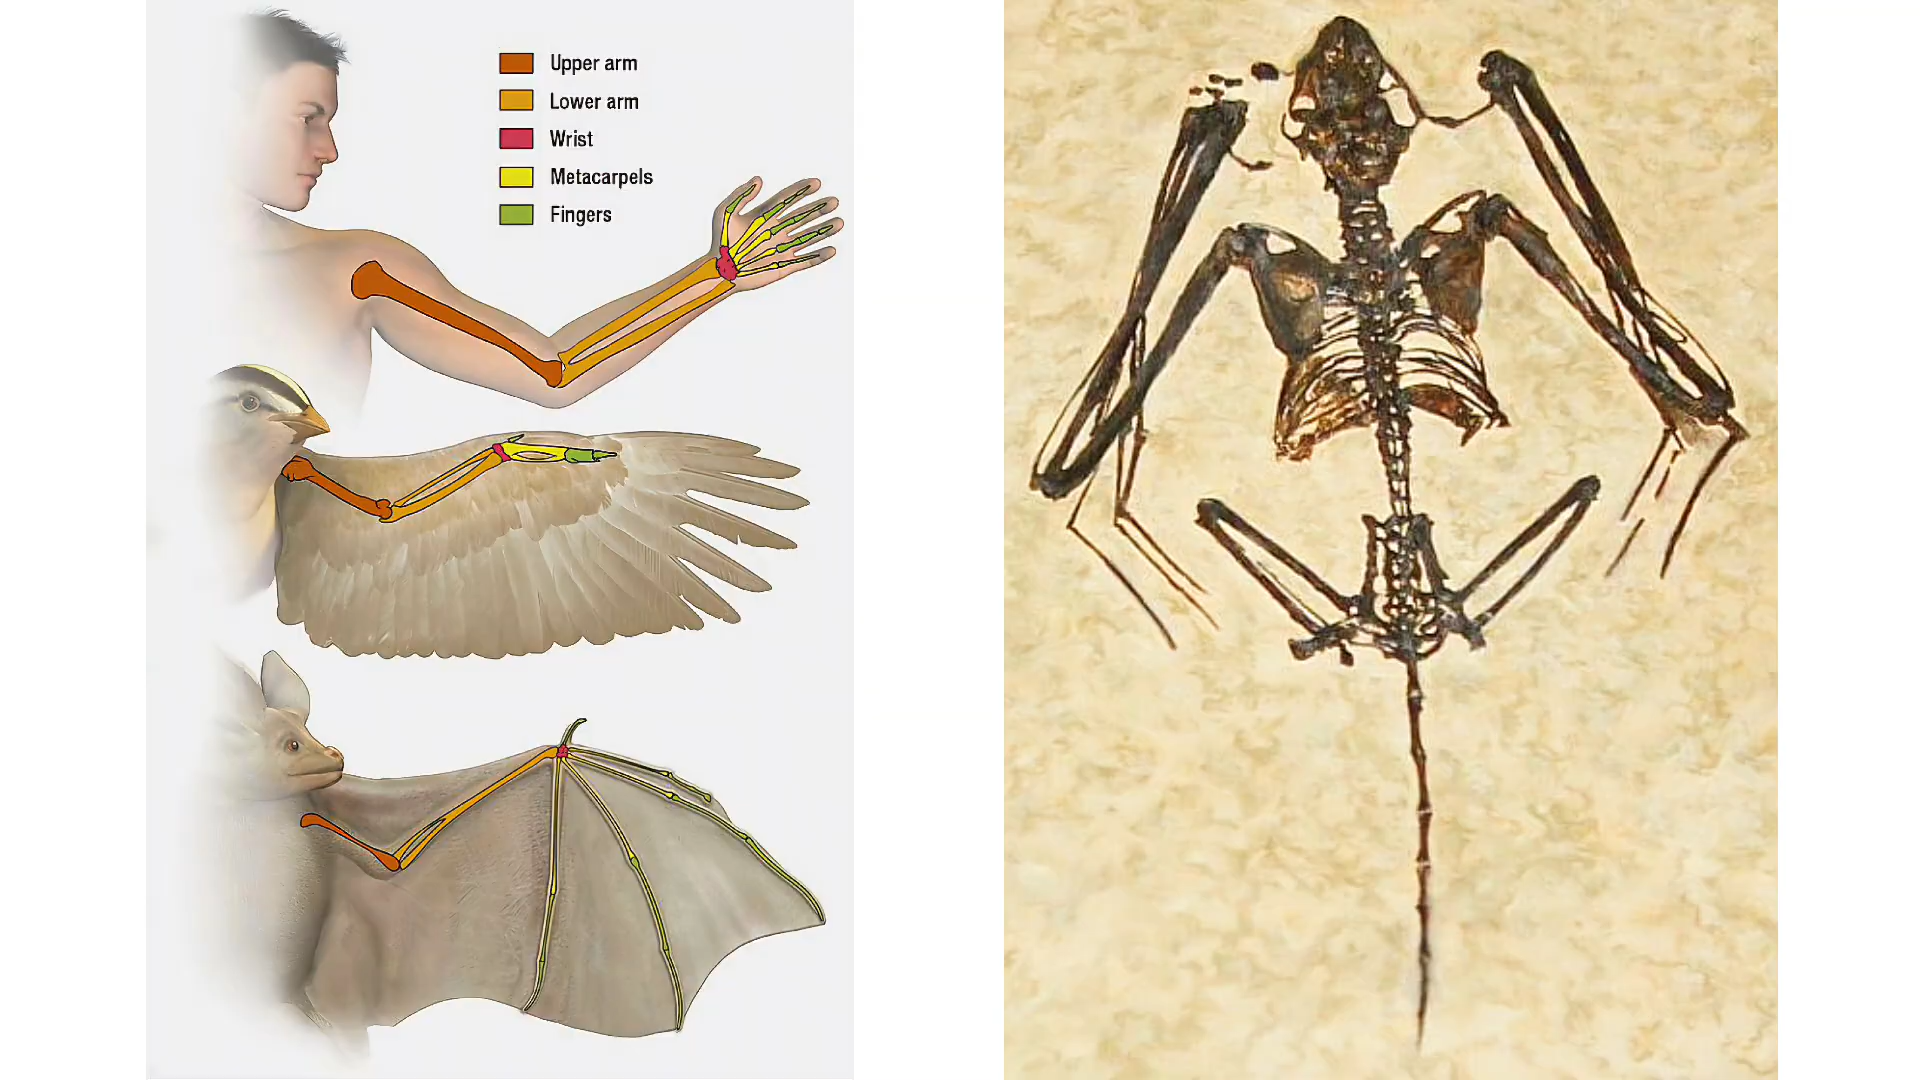 Upper arm
Lower arm
Wrist
Metacarpels
Fingers